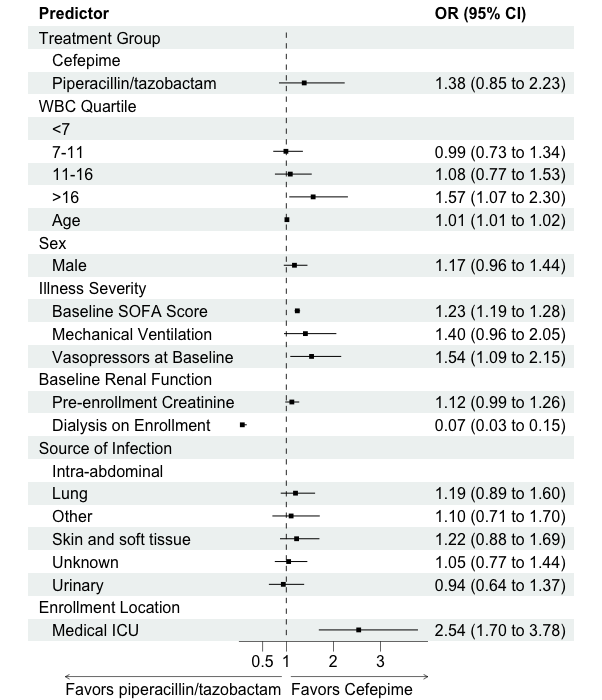 Predictor OR (95% CI)
Treatment Group
Cefepime
Piperacillin/tazobactam 1.38 (0.85 to 2.23)
WBC Quartile
<7
7-11 0.99 (0.73 to 1.34)
11-16 1.08 (0.77 to 1.53)
>16 1.57 (1.07 to 2.30)
Age 1.01 (1.01 to 1.02)
Sex
Male 1.17 (0.96 to 1.44)
Illness Severity
Baseline SOFA Score 1.23 (1.19 to 1.28)
Mechanical Ventilation 1.40 (0.96 to 2.05)
Vasopressors at Baseline 1.54 (1.09 to 2.15)
Baseline Renal Function
Pre-enrollment Creatinine 1.12 (0.99 to 1.26)
Dialysis on Enrollment 0.07 (0.03 to 0.15)
Source of Infection
Intra-abdominal
Lung 1.19 (0.89 to 1.60)
Other 1.10 (0.71 to 1.70)
Skin and soft tissue 1.22 (0.88 to 1.69)
Unknown 1.05 (0.77 to 1.44)
Urinary 0.94 (0.64 to 1.37)
Enrollment Location
Medical ICU 2.54 (1.70 to 3.78)
0.5 1 2 3
Favors piperacillin/tazobactam Favors Cefepime